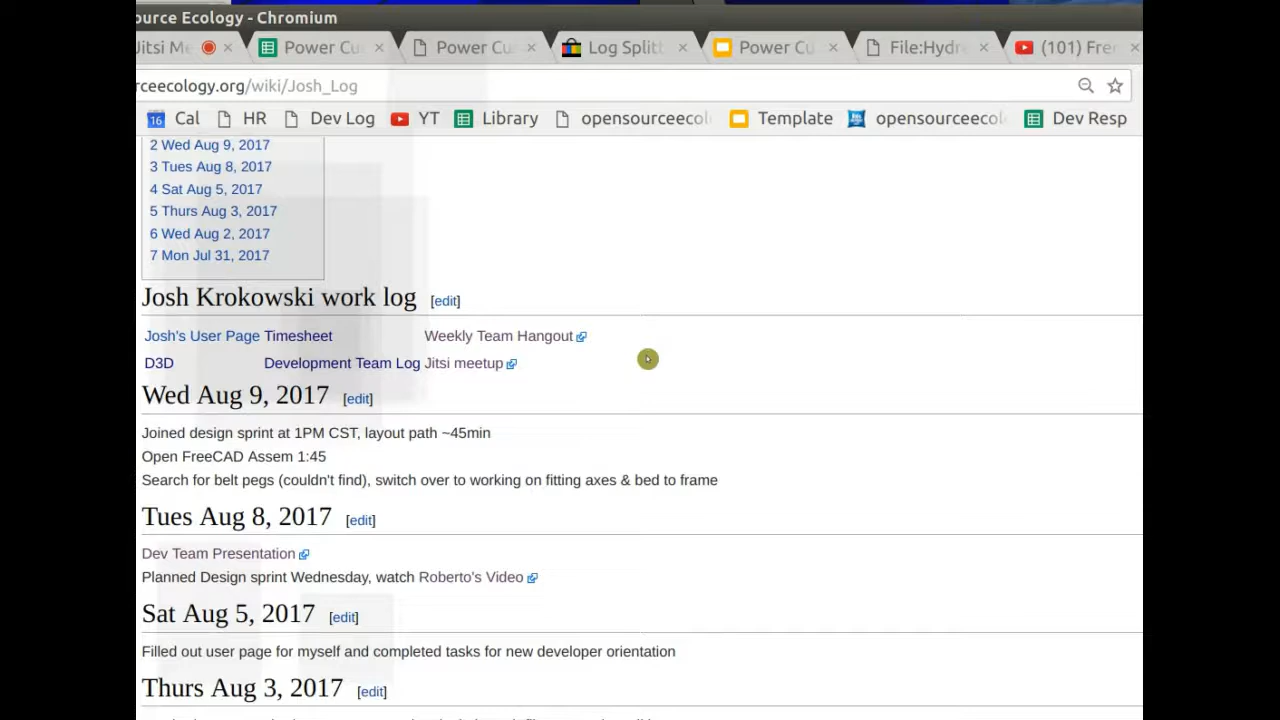 ource Ecology - Chromium
Jitsi Me Power Cu Power Cu Log Splitt Power Cu File:Hydr (101) Fre
rceecology.org/wiki/Josh_Log
16 Cal HR Dev Log YT Library opensourceecol Template opensourceecol Dev Resp
2 Wed Aug 9, 2017
3 Tues Aug 8, 2017
4 Sat Aug 5, 2017
5 Thurs Aug 3, 2017
6 Wed Aug 2, 2017
7 Mon Jul 31, 2017
Josh Krokowski work log [edit]
Josh's User Page Timesheet Weekly Team Hangout
D3D Development Team Log Jitsi meetup
Wed Aug 9, 2017 [edit]
Joined design sprint at 1PM CST, layout path ~45min
Open FreeCAD Assem 1:45
Search for belt pegs (couldn't find), switch over to working on fitting axes & bed to frame
Tues Aug 8, 2017 [edit]
Dev Team Presentation
Planned Design sprint Wednesday, watch Roberto's Video
Sat Aug 5, 2017 [edit]
Filled out user page for myself and completed tasks for new developer orientation
Thurs Aug 3, 2017 [edit]